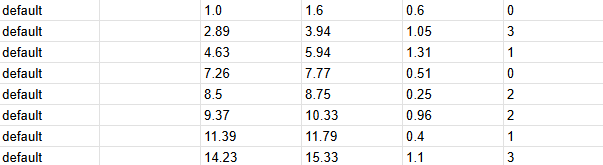 default 1.0 1.6 0.6 0
default 2.89 3.94 1.05 3
default 4.63 5.94 1.31 1
default 7.26 7.77 0.51 0
default 8.5 8.75 0.25 2
default 9.37 10.33 0.96 2
default 11.39 11.79 0.4 1
default 14.23 15.33 1.1 3